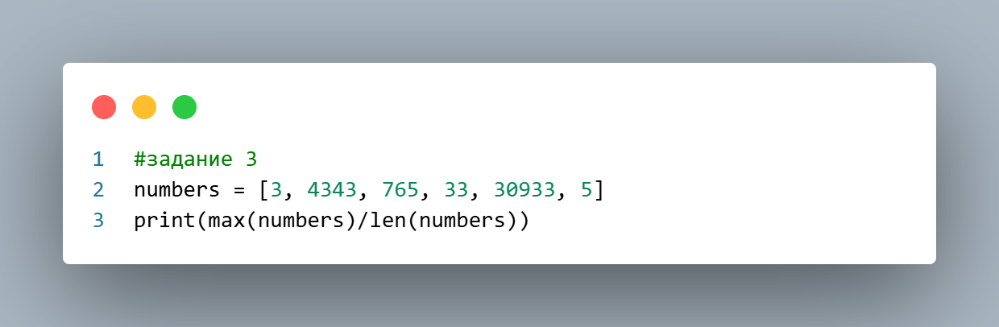 1 #задание 3
2 numbers = [3, 4343, 765, 33, 30933, 5]
3 print(max(numbers)/len(numbers))